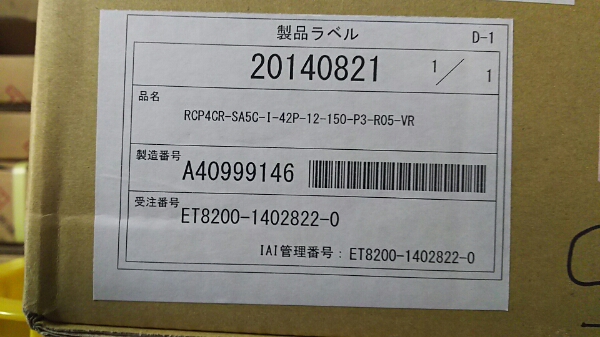 製品ラベル D-1
20140821 1/1
品名
RCP4CR-SA5C-I-42P-12-150-P3-R05-VR
製造番号
A40999146
受注番号
ET8200-1402822-0
IAI管理番号：ET8200-1402822-0